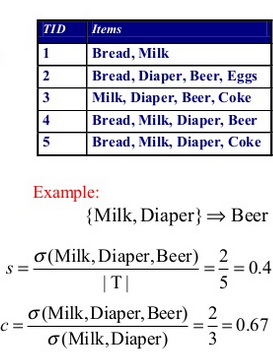 TID Items
1 Bread, Milk
2 Bread, Diaper, Beer, Eggs
3 Milk, Diaper, Beer, Coke
4 Bread, Milk, Diaper, Beer
5 Bread, Milk, Diaper, Coke
Example:
{Milk, Diaper} ⇒ Beer
s = σ(Milk, Diaper, Beer) / |T| = 2/5 = 0.4
c = σ(Milk, Diaper, Beer) / σ(Milk, Diaper) = 2/3 = 0.67